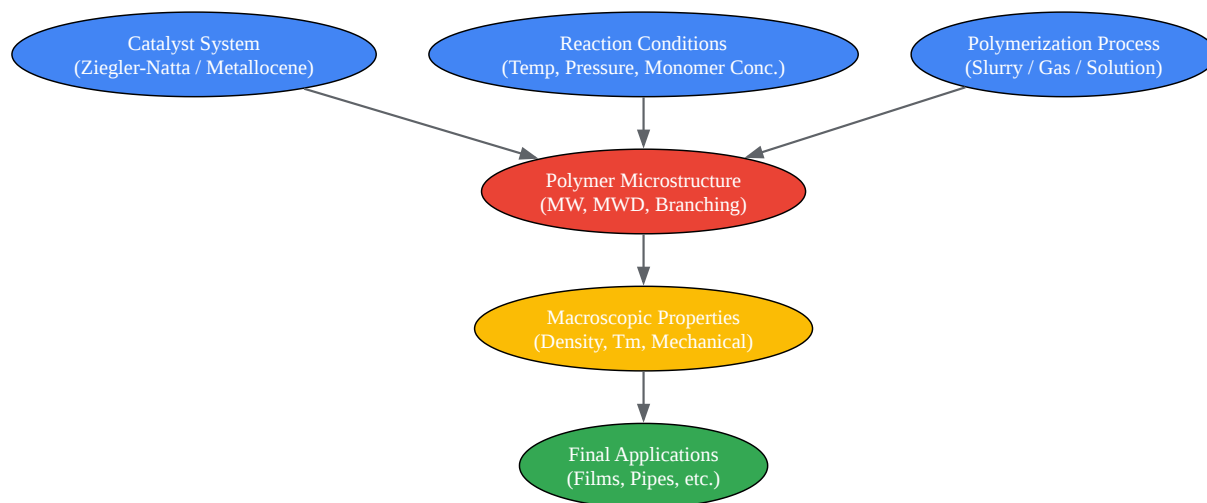 Catalyst System
(Ziegler-Natta / Metallocene)
Reaction Conditions
(Temp, Pressure, Monomer Conc.)
Polymerization Process
(Slurry / Gas / Solution)
Polymer Microstructure
(MW, MWD, Branching)
Macroscopic Properties
(Density, Tm, Mechanical)
Final Applications
(Films, Pipes, etc.)